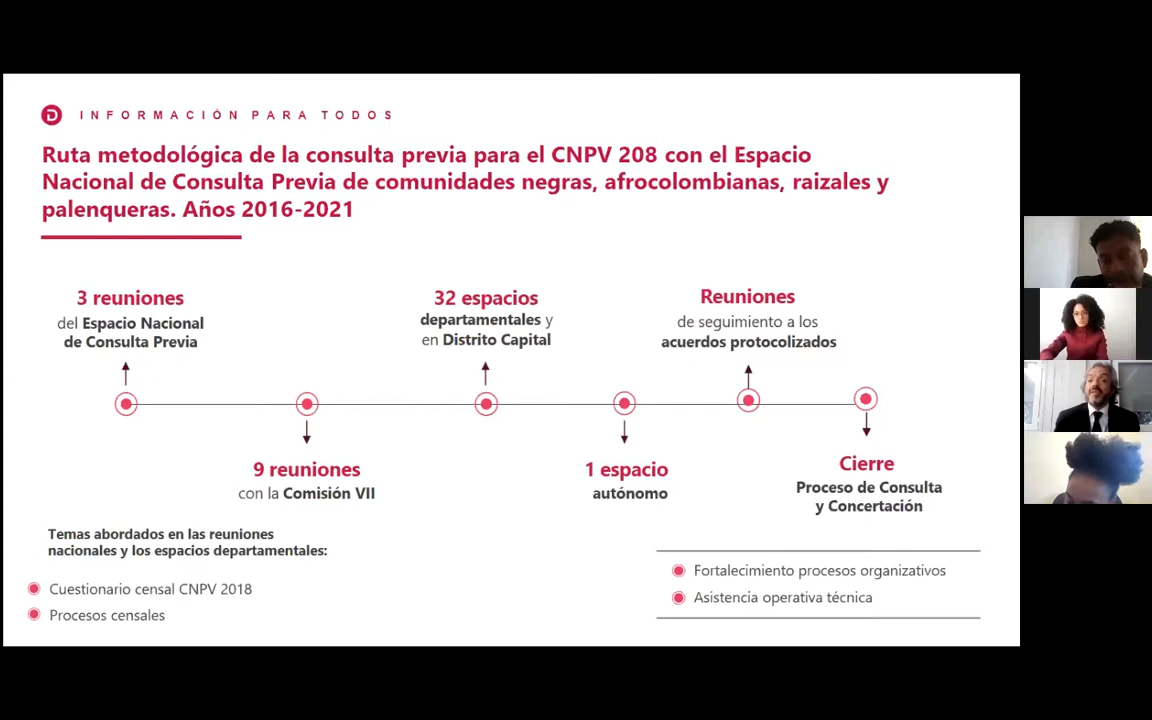 INFORMACIÓN PARA TODOS
Ruta metodológica de la consulta previa para el CNPV 208 con el Espacio
Nacional de Consulta Previa de comunidades negras, afrocolombianas, raizales y
palenqueras. Años 2016-2021
3 reuniones
del Espacio Nacional
de Consulta Previa
32 espacios
departamentales y
en Distrito Capital
Reuniones
de seguimiento a los
acuerdos protocolizados
9 reuniones
con la Comisión VII
1 espacio
autónomo
Cierre
Proceso de Consulta
y Concertación
Temas abordados en las reuniones
nacionales y los espacios departamentales:
Cuestionario censal CNPV 2018
Procesos censales
Fortalecimiento procesos organizativos
Asistencia operativa técnica